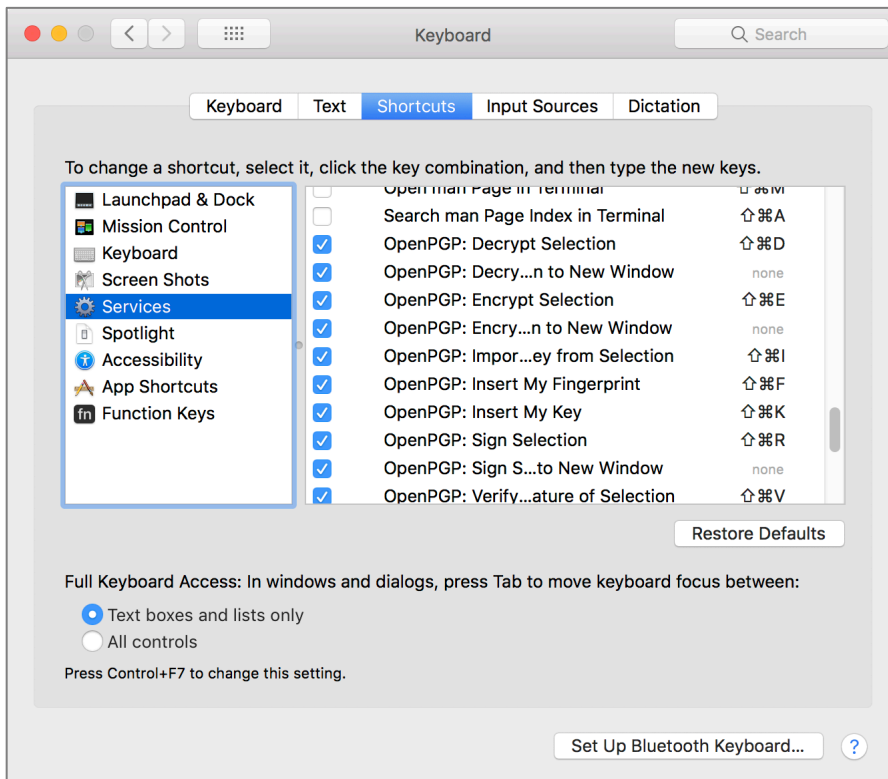 Keyboard
Search
Keyboard Text Shortcuts Input Sources Dictation
To change a shortcut, select it, click the key combination, and then type the new keys.
Launchpad & Dock
Mission Control
Keyboard
Screen Shots
Services
Spotlight
Accessibility
App Shortcuts
fn Function Keys
Open man Page in Terminal ⇧⌘M
Search man Page Index in Terminal ⇧⌘A
OpenPGP: Decrypt Selection ⇧⌘D
OpenPGP: Decry...n to New Window none
OpenPGP: Encrypt Selection ⇧⌘E
OpenPGP: Encry...n to New Window none
OpenPGP: Impor...ey from Selection ⇧⌘I
OpenPGP: Insert My Fingerprint ⇧⌘F
OpenPGP: Insert My Key ⇧⌘K
OpenPGP: Sign Selection ⇧⌘R
OpenPGP: Sign S...to New Window none
OpenPGP: Verify...ature of Selection ⇧⌘V
Restore Defaults
Full Keyboard Access: In windows and dialogs, press Tab to move keyboard focus between:
Text boxes and lists only
All controls
Press Control+F7 to change this setting.
Set Up Bluetooth Keyboard... ?